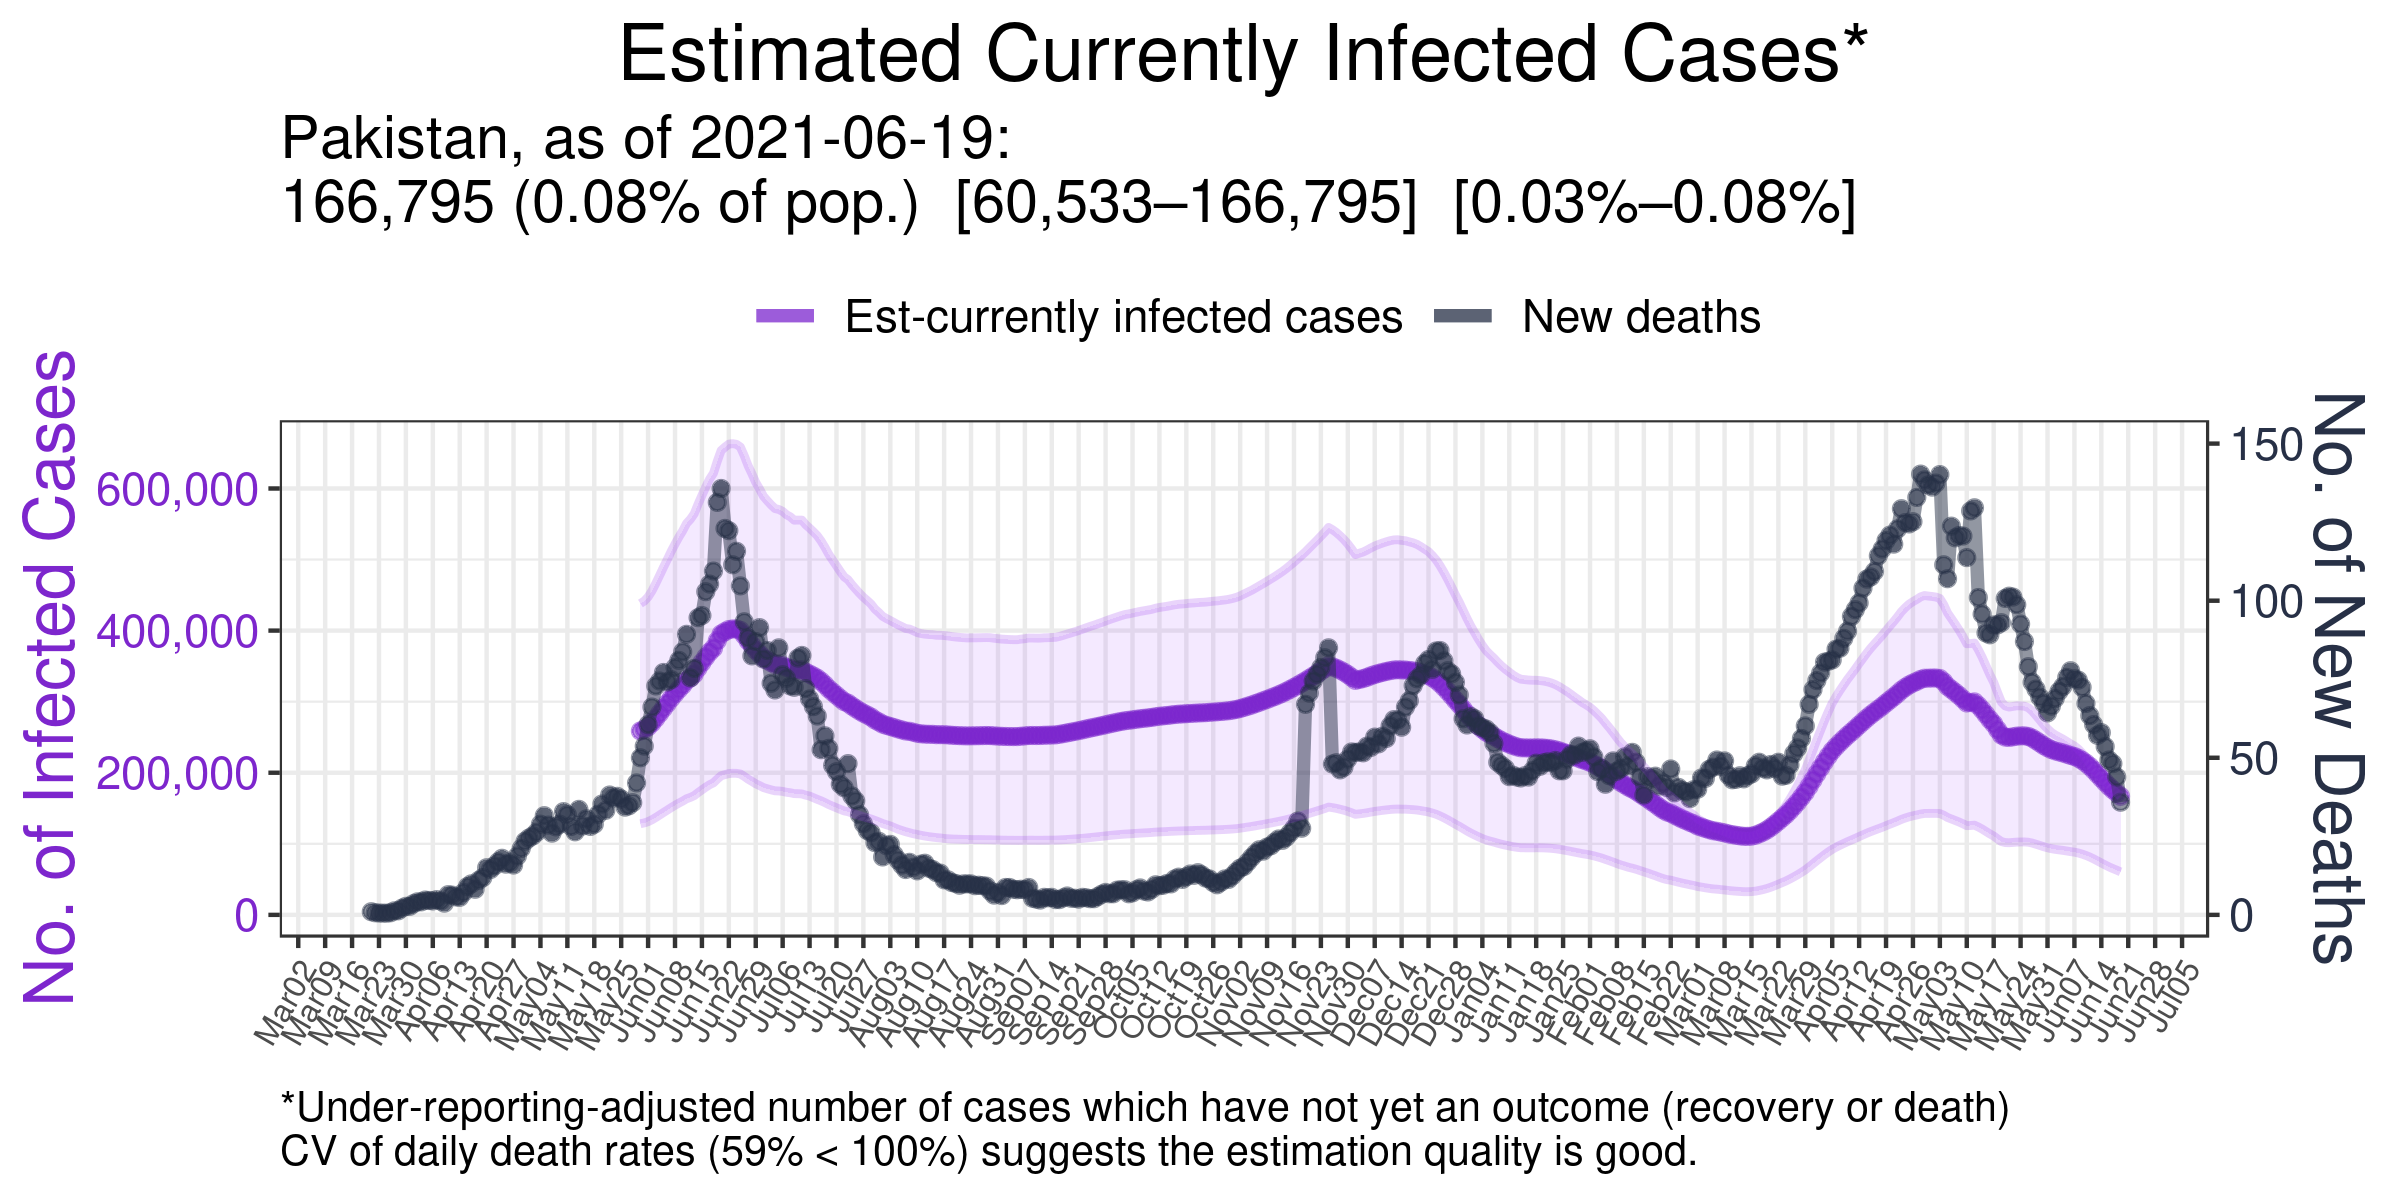 Estimated Currently Infected Cases*
Pakistan, as of 2021-06-19:
166,795 (0.08% of pop.)  [60,533–166,795]  [0.03%–0.08%]
Est-currently infected cases
New deaths
No. of Infected Cases
600,000
400,000
200,000
0
No. of New Deaths
150
100
50
0
Mar02
Mar09
Mar16
Mar23
Mar30
Apr06
Apr13
Apr20
Apr27
May04
May11
May18
May25
Jun01
Jun08
Jun15
Jun22
Jun29
Jul06
Jul13
Jul20
Jul27
Aug03
Aug10
Aug17
Aug24
Aug31
Sep07
Sep14
Sep21
Sep28
Oct05
Oct12
Oct19
Oct26
Nov02
Nov09
Nov16
Nov23
Nov30
Dec07
Dec14
Dec21
Dec28
Jan04
Jan11
Jan18
Jan25
Feb01
Feb08
Feb15
Feb22
Mar01
Mar08
Mar15
Mar22
Mar29
Apr05
Apr12
Apr19
Apr26
May03
May10
May17
May24
May31
Jun07
Jun14
Jun21
Jun28
Jul05
*Under-reporting-adjusted number of cases which have not yet an outcome (recovery or death)
CV of daily death rates (59% < 100%) suggests the estimation quality is good.